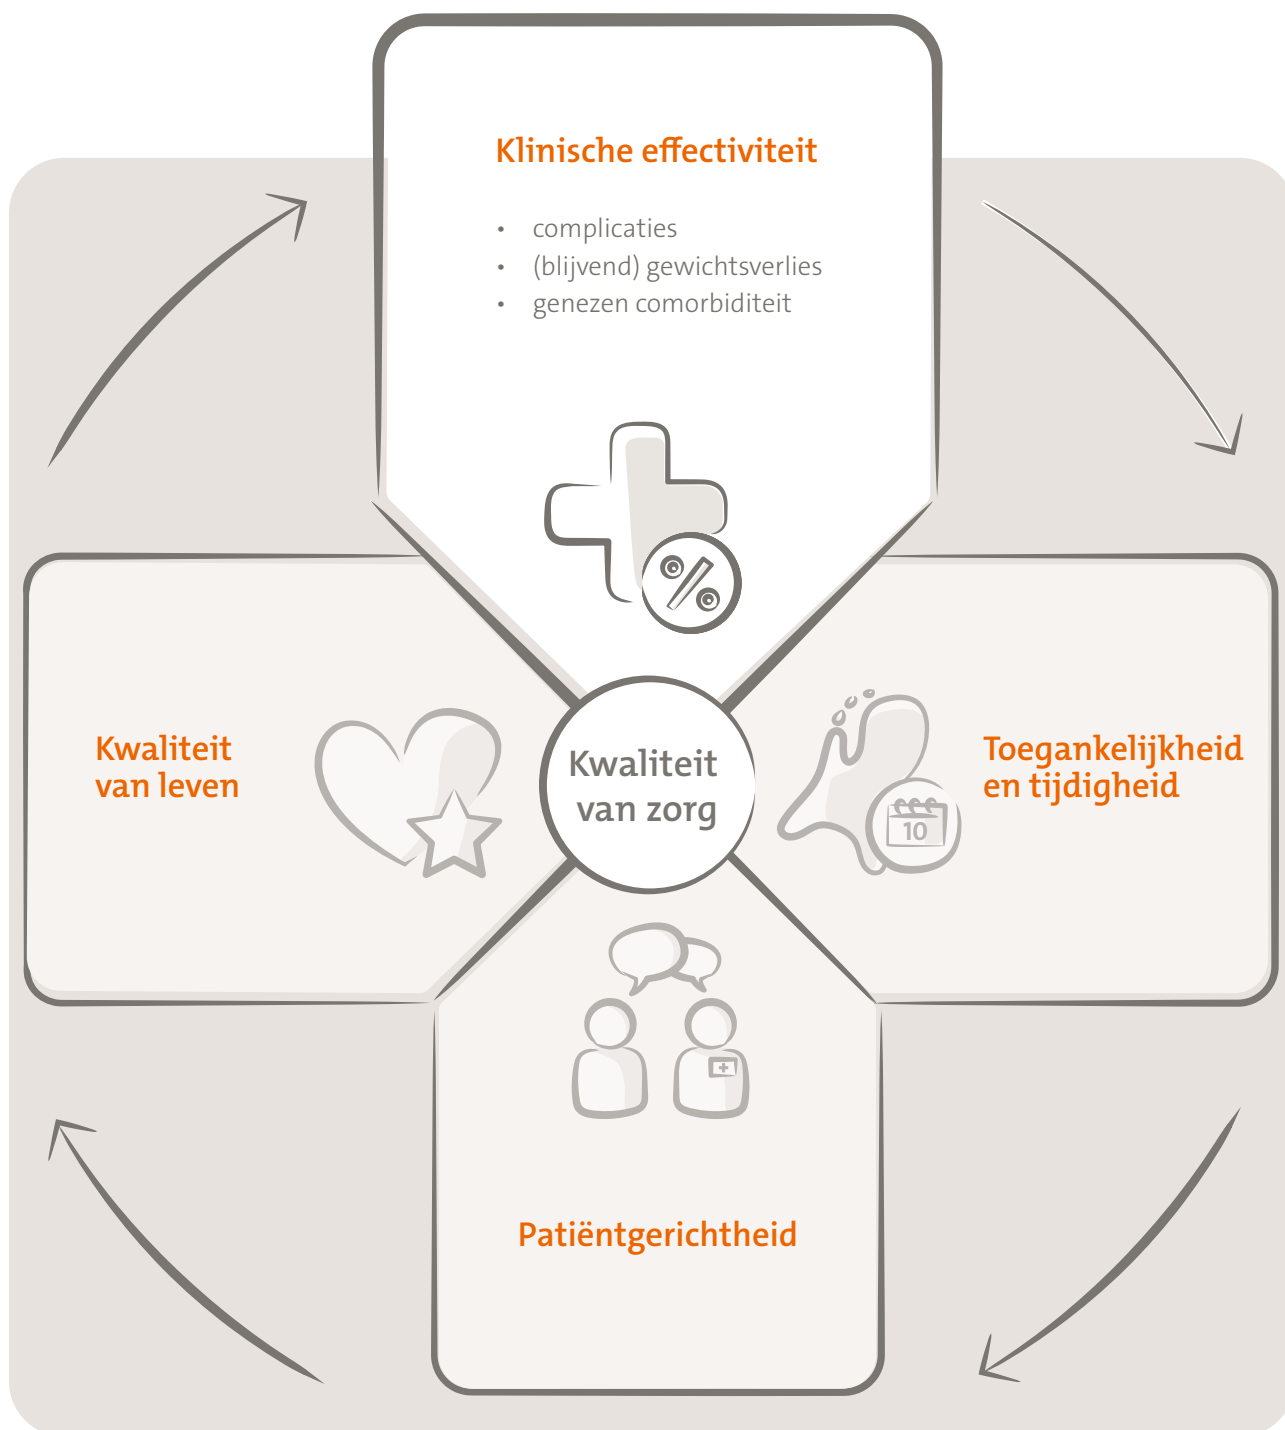 Klinische effectiviteit
• complicaties
• (blijvend) gewichtsverlies
• genezen comorbiditeit
Kwaliteit
van leven
Kwaliteit
van zorg
Toegankelijkheid
en tijdigheid
10
Patiëntgerichtheid